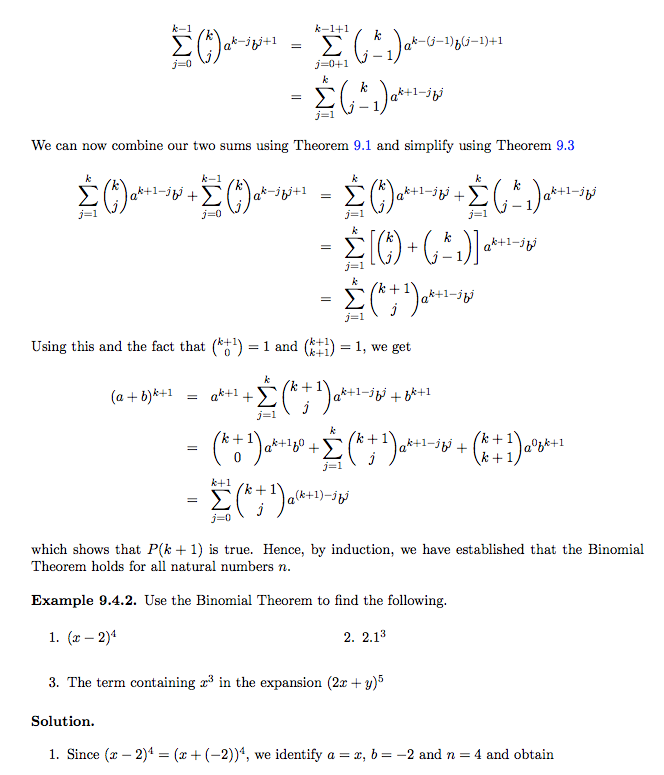 $\sum_{j=0}^{k-1} \binom{k}{j} a^{k-j} b^{j+1} = \sum_{j=0+1}^{k-1+1} \binom{k}{j-1} a^{k-(j-1)} b^{(j-1)+1}$
$= \sum_{j=1}^{k} \binom{k}{j-1} a^{k+1-j} b^{j}$
We can now combine our two sums using Theorem 9.1 and simplify using Theorem 9.3
$\sum_{j=1}^{k} \binom{k}{j} a^{k+1-j} b^{j} + \sum_{j=0}^{k-1} \binom{k}{j} a^{k-j} b^{j+1} = \sum_{j=1}^{k} \binom{k}{j} a^{k+1-j} b^{j} + \sum_{j=1}^{k} \binom{k}{j-1} a^{k+1-j} b^{j}$
$= \sum_{j=1}^{k} \left[ \binom{k}{j} + \binom{k}{j-1} \right] a^{k+1-j} b^{j}$
$= \sum_{j=1}^{k} \binom{k+1}{j} a^{k+1-j} b^{j}$
Using this and the fact that $\binom{k+1}{0} = 1$ and $\binom{k+1}{k+1} = 1$, we get
$(a+b)^{k+1} = a^{k+1} + \sum_{j=1}^{k} \binom{k+1}{j} a^{k+1-j} b^{j} + b^{k+1}$
$= \binom{k+1}{0} a^{k+1} b^{0} + \sum_{j=1}^{k} \binom{k+1}{j} a^{k+1-j} b^{j} + \binom{k+1}{k+1} a^{0} b^{k+1}$
$= \sum_{j=0}^{k+1} \binom{k+1}{j} a^{(k+1)-j} b^{j}$
which shows that $P(k+1)$ is true. Hence, by induction, we have established that the Binomial
Theorem holds for all natural numbers $n$.
Example 9.4.2. Use the Binomial Theorem to find the following.
1. $(x-2)^4$ 2. $2.1^3$
3. The term containing $x^3$ in the expansion $(2x+y)^5$
Solution.
1. Since $(x-2)^4 = (x+(-2))^4$, we identify $a = x$, $b = -2$ and $n = 4$ and obtain